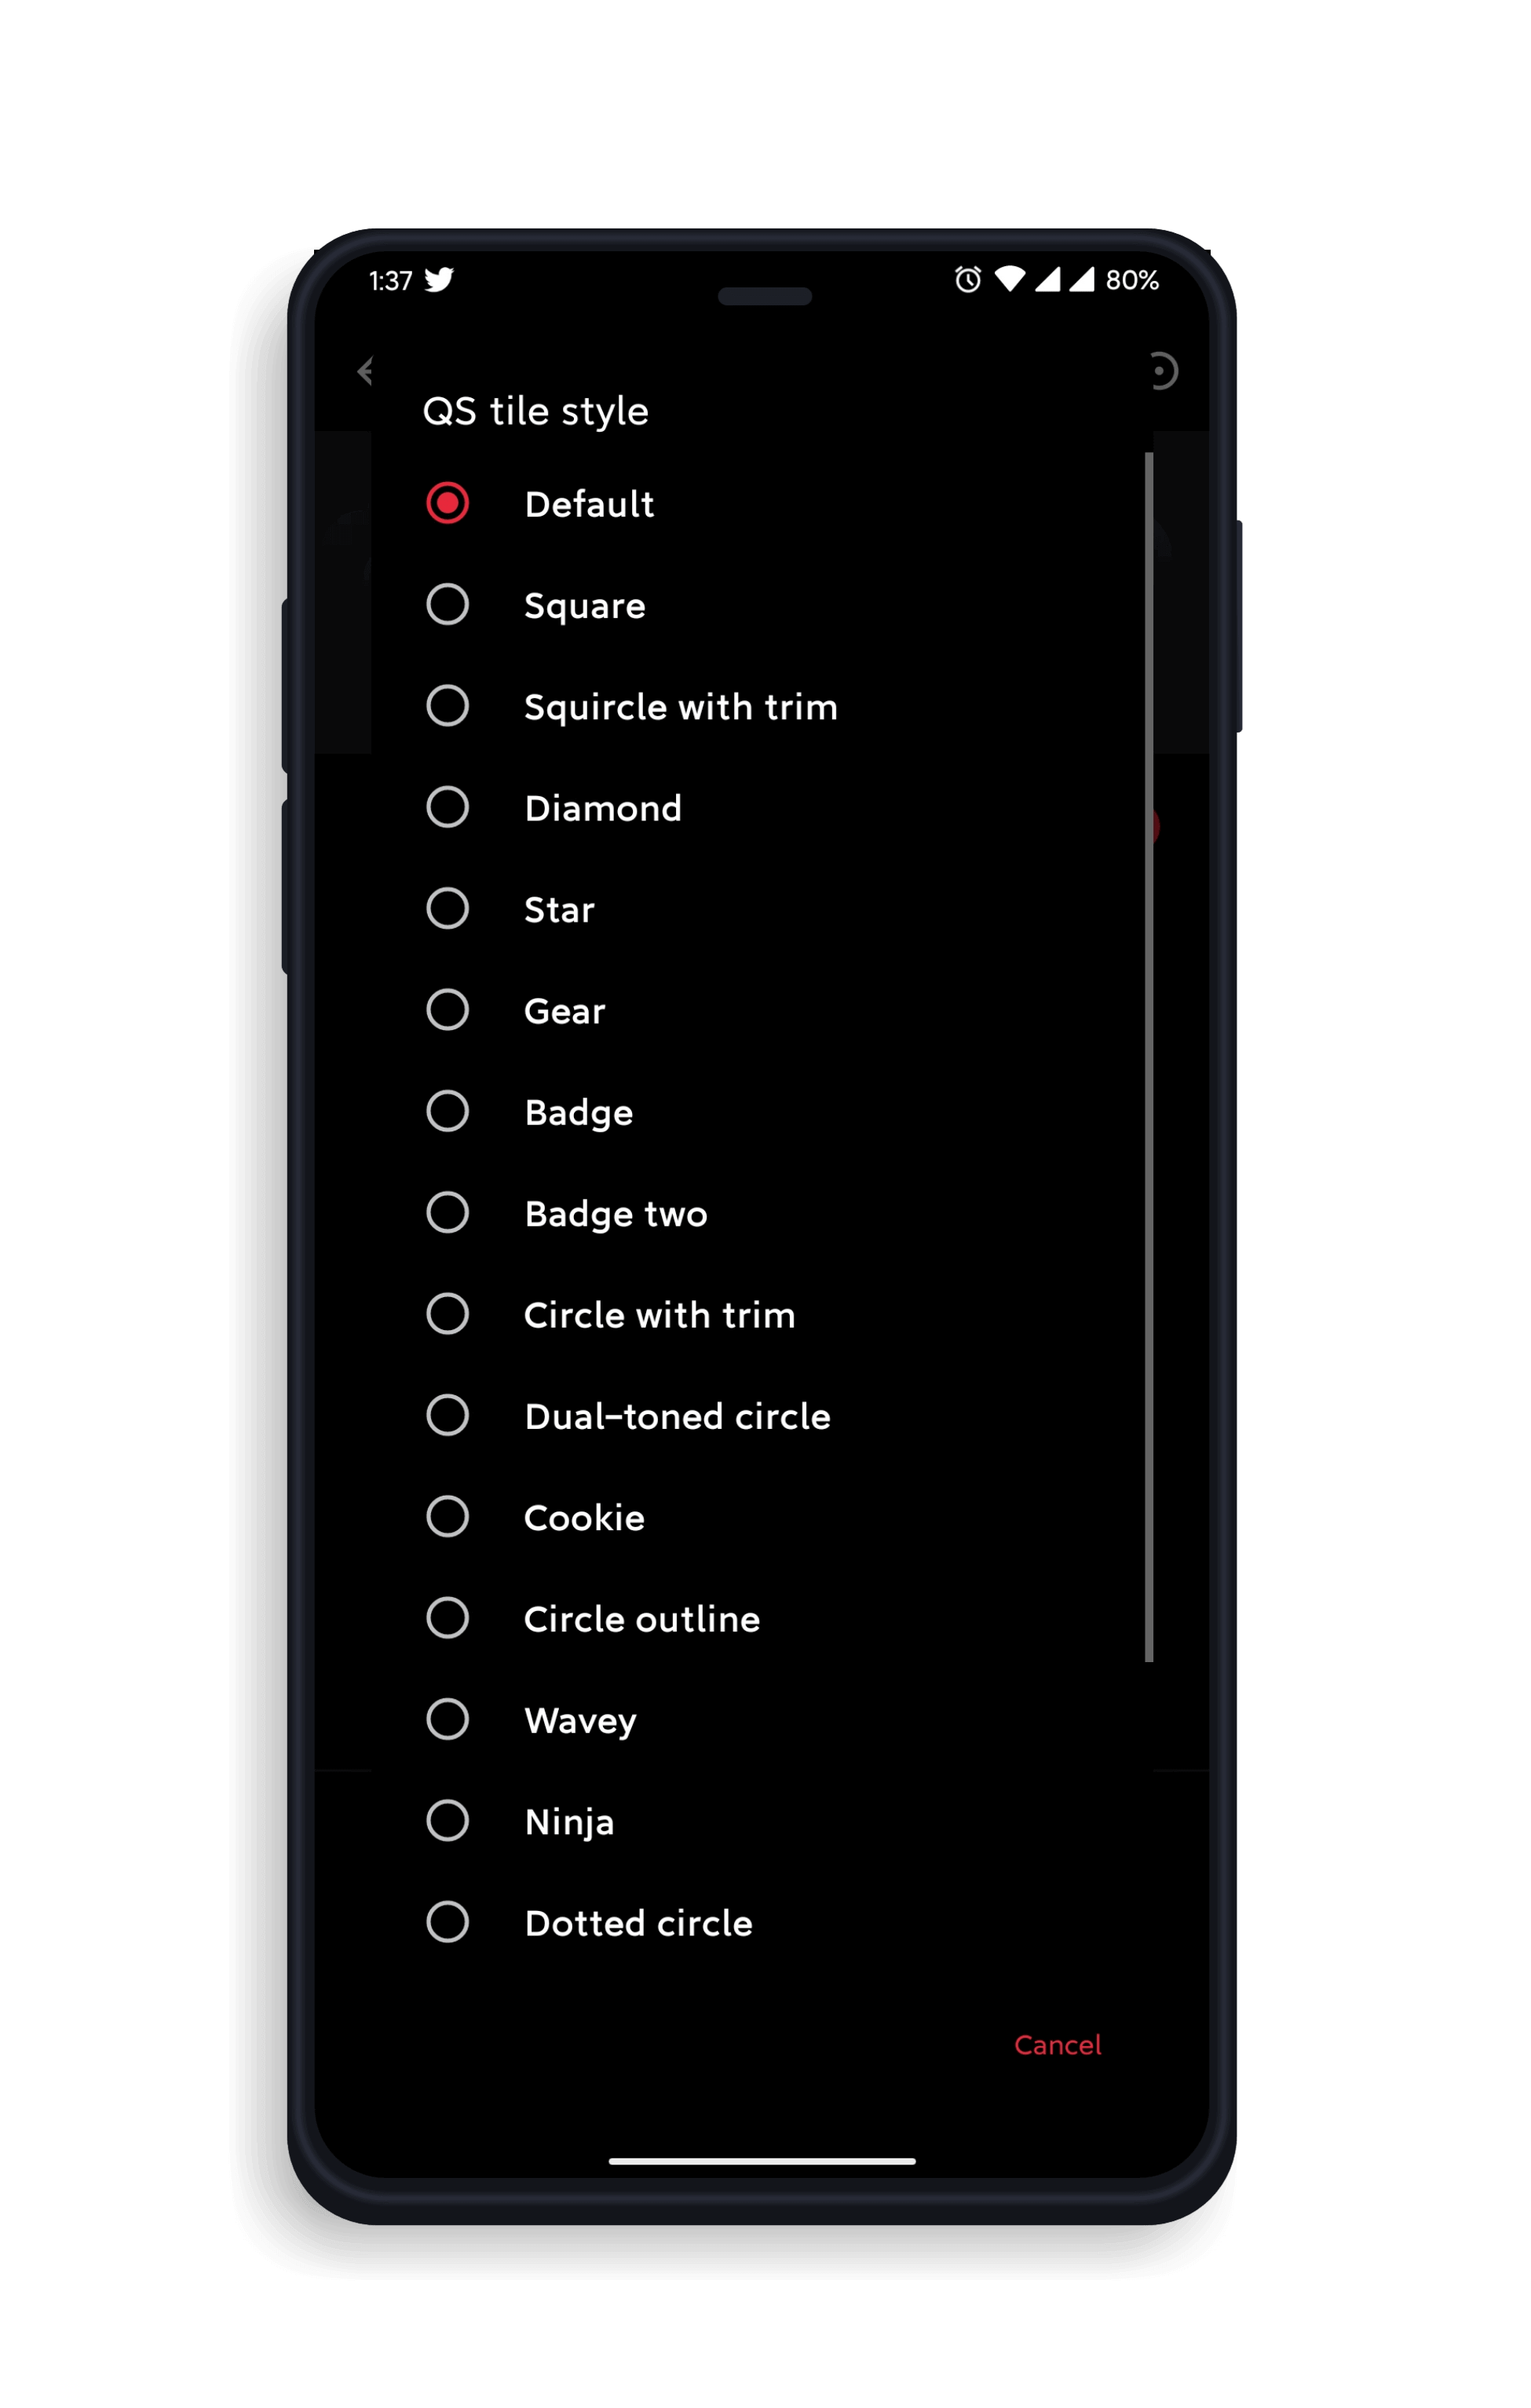 1:37 80%
QS tile style
Default
Square
Squircle with trim
Diamond
Star
Gear
Badge
Badge two
Circle with trim
Dual-toned circle
Cookie
Circle outline
Wavey
Ninja
Dotted circle
Cancel